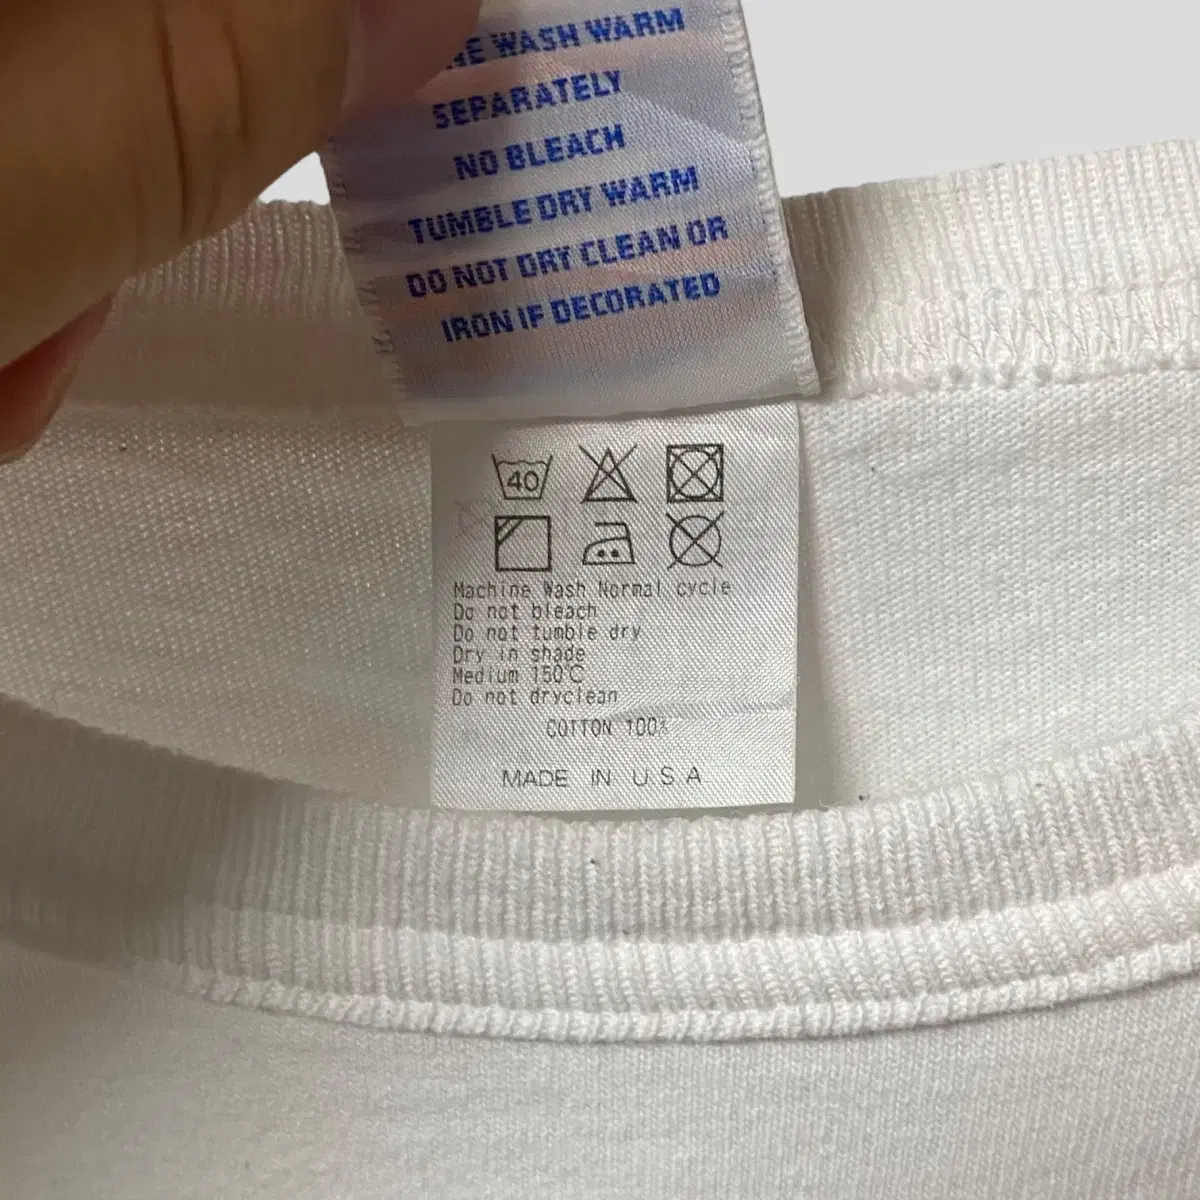 WASH WARM
SEPARATELY
NO BLEACH
TUMBLE DRY WARM
DO NOT DRY CLEAN OR
IRON IF DECORATED
40
Machine Wash Normal cycle
Do not bleach
Do not tumble dry
Dry in shade
Medium 150°C
Do not dryclean
COTTON 100%
MADE IN U.S.A